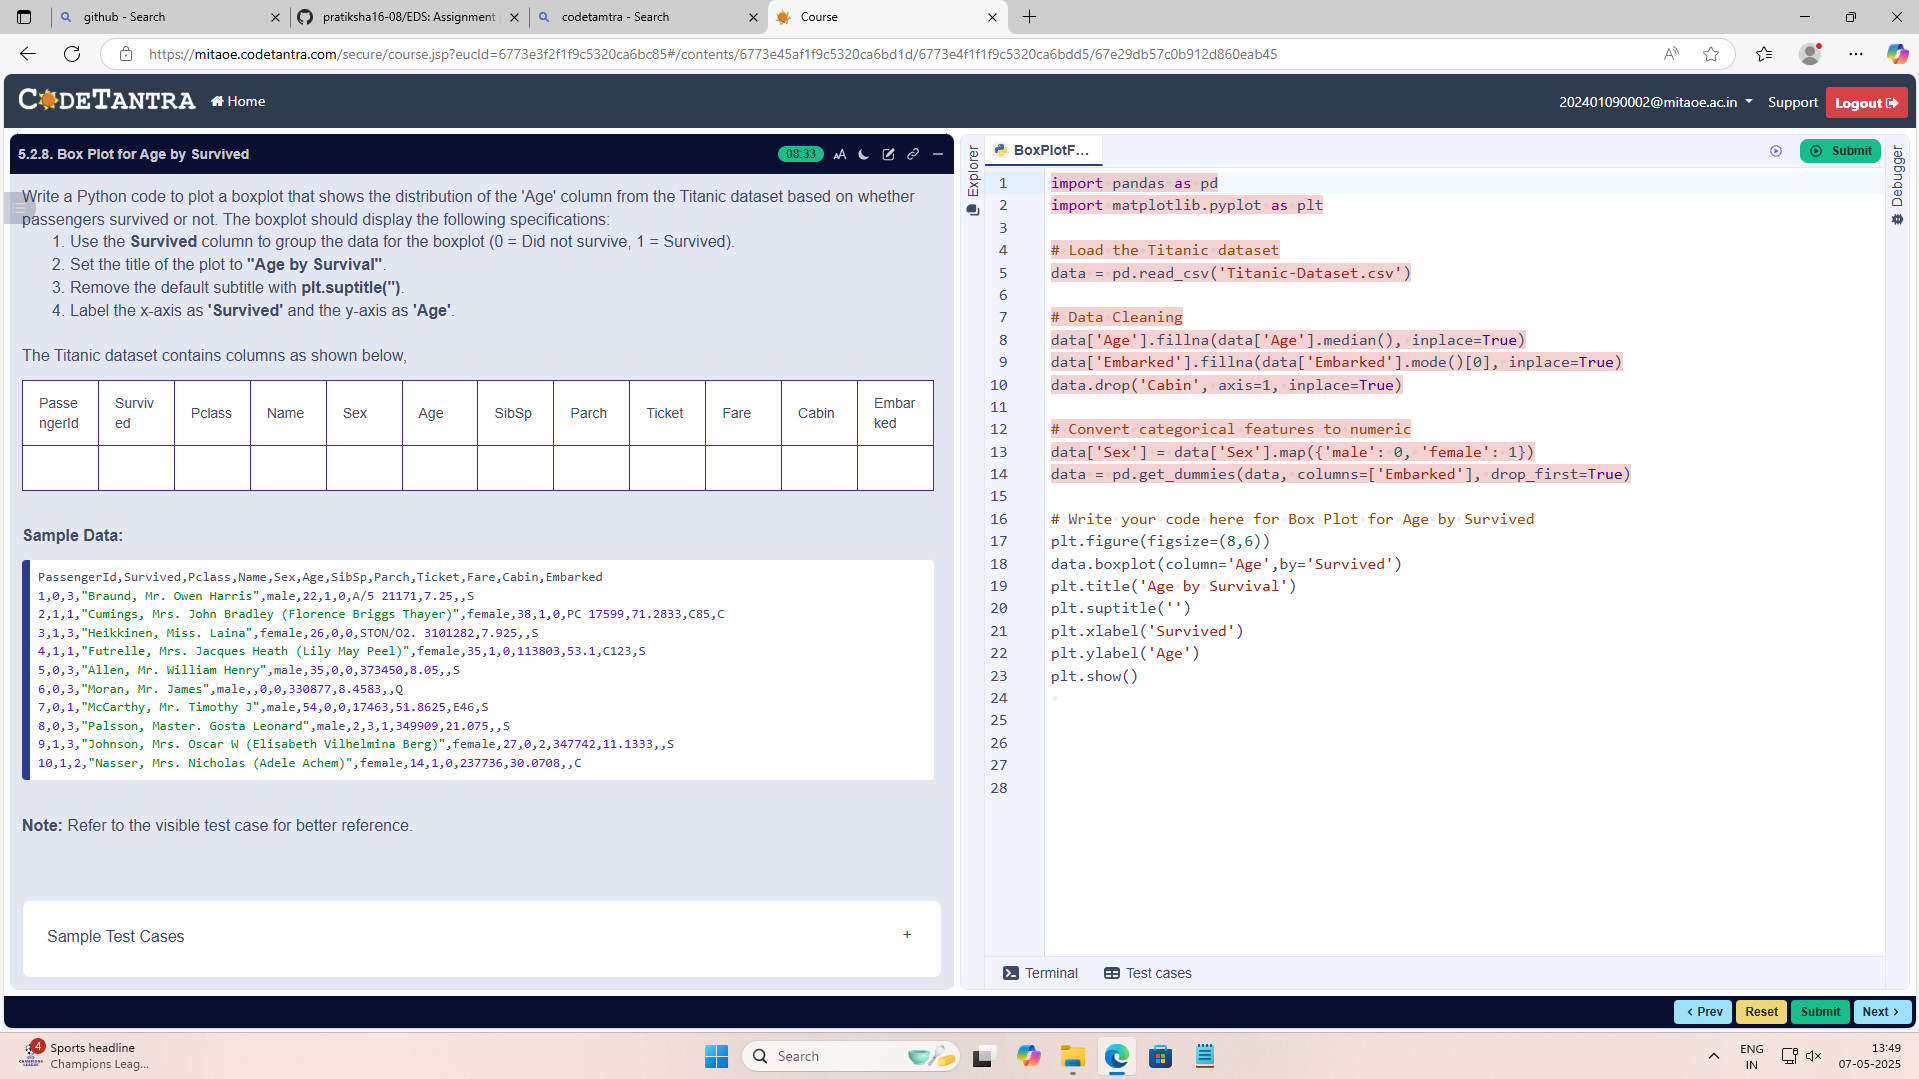 github - Search
pratiksha16-08/EDS: Assignment
codetamtra - Search
Course
https://mitaoe.codetantra.com/secure/course.jsp?eucId=6773e3f2f1f9c5320ca6bc85#/contents/6773e45af1f9c5320ca6bd1d/6773e4f1f1f9c5320ca6bdd5/67e29db57c0b912d860eab45
CODETANTRA
Home
202401090002@mitaoe.ac.in
Support
Logout
5.2.8. Box Plot for Age by Survived
08:33
Write a Python code to plot a boxplot that shows the distribution of the 'Age' column from the Titanic dataset based on whether
passengers survived or not. The boxplot should display the following specifications:
1. Use the Survived column to group the data for the boxplot (0 = Did not survive, 1 = Survived).
2. Set the title of the plot to "Age by Survival".
3. Remove the default subtitle with plt.suptitle('').
4. Label the x-axis as 'Survived' and the y-axis as 'Age'.
The Titanic dataset contains columns as shown below,
PassengerId Survived Pclass Name Sex Age SibSp Parch Ticket Fare Cabin Embarked
Sample Data:
PassengerId,Survived,Pclass,Name,Sex,Age,SibSp,Parch,Ticket,Fare,Cabin,Embarked
1,0,3,"Braund, Mr. Owen Harris",male,22,1,0,A/5 21171,7.25,,S
2,1,1,"Cumings, Mrs. John Bradley (Florence Briggs Thayer)",female,38,1,0,PC 17599,71.2833,C85,C
3,1,3,"Heikkinen, Miss. Laina",female,26,0,0,STON/O2. 3101282,7.925,,S
4,1,1,"Futrelle, Mrs. Jacques Heath (Lily May Peel)",female,35,1,0,113803,53.1,C123,S
5,0,3,"Allen, Mr. William Henry",male,35,0,0,373450,8.05,,S
6,0,3,"Moran, Mr. James",male,,0,0,330877,8.4583,,Q
7,0,1,"McCarthy, Mr. Timothy J",male,54,0,0,17463,51.8625,E46,S
8,0,3,"Palsson, Master. Gosta Leonard",male,2,3,1,349909,21.075,,S
9,1,3,"Johnson, Mrs. Oscar W (Elisabeth Vilhelmina Berg)",female,27,0,2,347742,11.1333,,S
10,1,2,"Nasser, Mrs. Nicholas (Adele Achem)",female,14,1,0,237736,30.0708,,C
Note: Refer to the visible test case for better reference.
Sample Test Cases
+
Explorer
BoxPlotF...
Submit
Debugger
1 import pandas as pd
2 import matplotlib.pyplot as plt
3
4 # Load the Titanic dataset
5 data = pd.read_csv('Titanic-Dataset.csv')
6
7 # Data Cleaning
8 data['Age'].fillna(data['Age'].median(), inplace=True)
9 data['Embarked'].fillna(data['Embarked'].mode()[0], inplace=True)
10 data.drop('Cabin', axis=1, inplace=True)
11
12 # Convert categorical features to numeric
13 data['Sex'] = data['Sex'].map({'male': 0, 'female': 1})
14 data = pd.get_dummies(data, columns=['Embarked'], drop_first=True)
15
16 # Write your code here for Box Plot for Age by Survived
17 plt.figure(figsize=(8,6))
18 data.boxplot(column='Age',by='Survived')
19 plt.title('Age by Survival')
20 plt.suptitle('')
21 plt.xlabel('Survived')
22 plt.ylabel('Age')
23 plt.show()
24
25
26
27
28
Terminal
Test cases
< Prev
Reset
Submit
Next >
4
Sports headline
Champions Leag...
Search
ENG
IN
13:49
07-05-2025